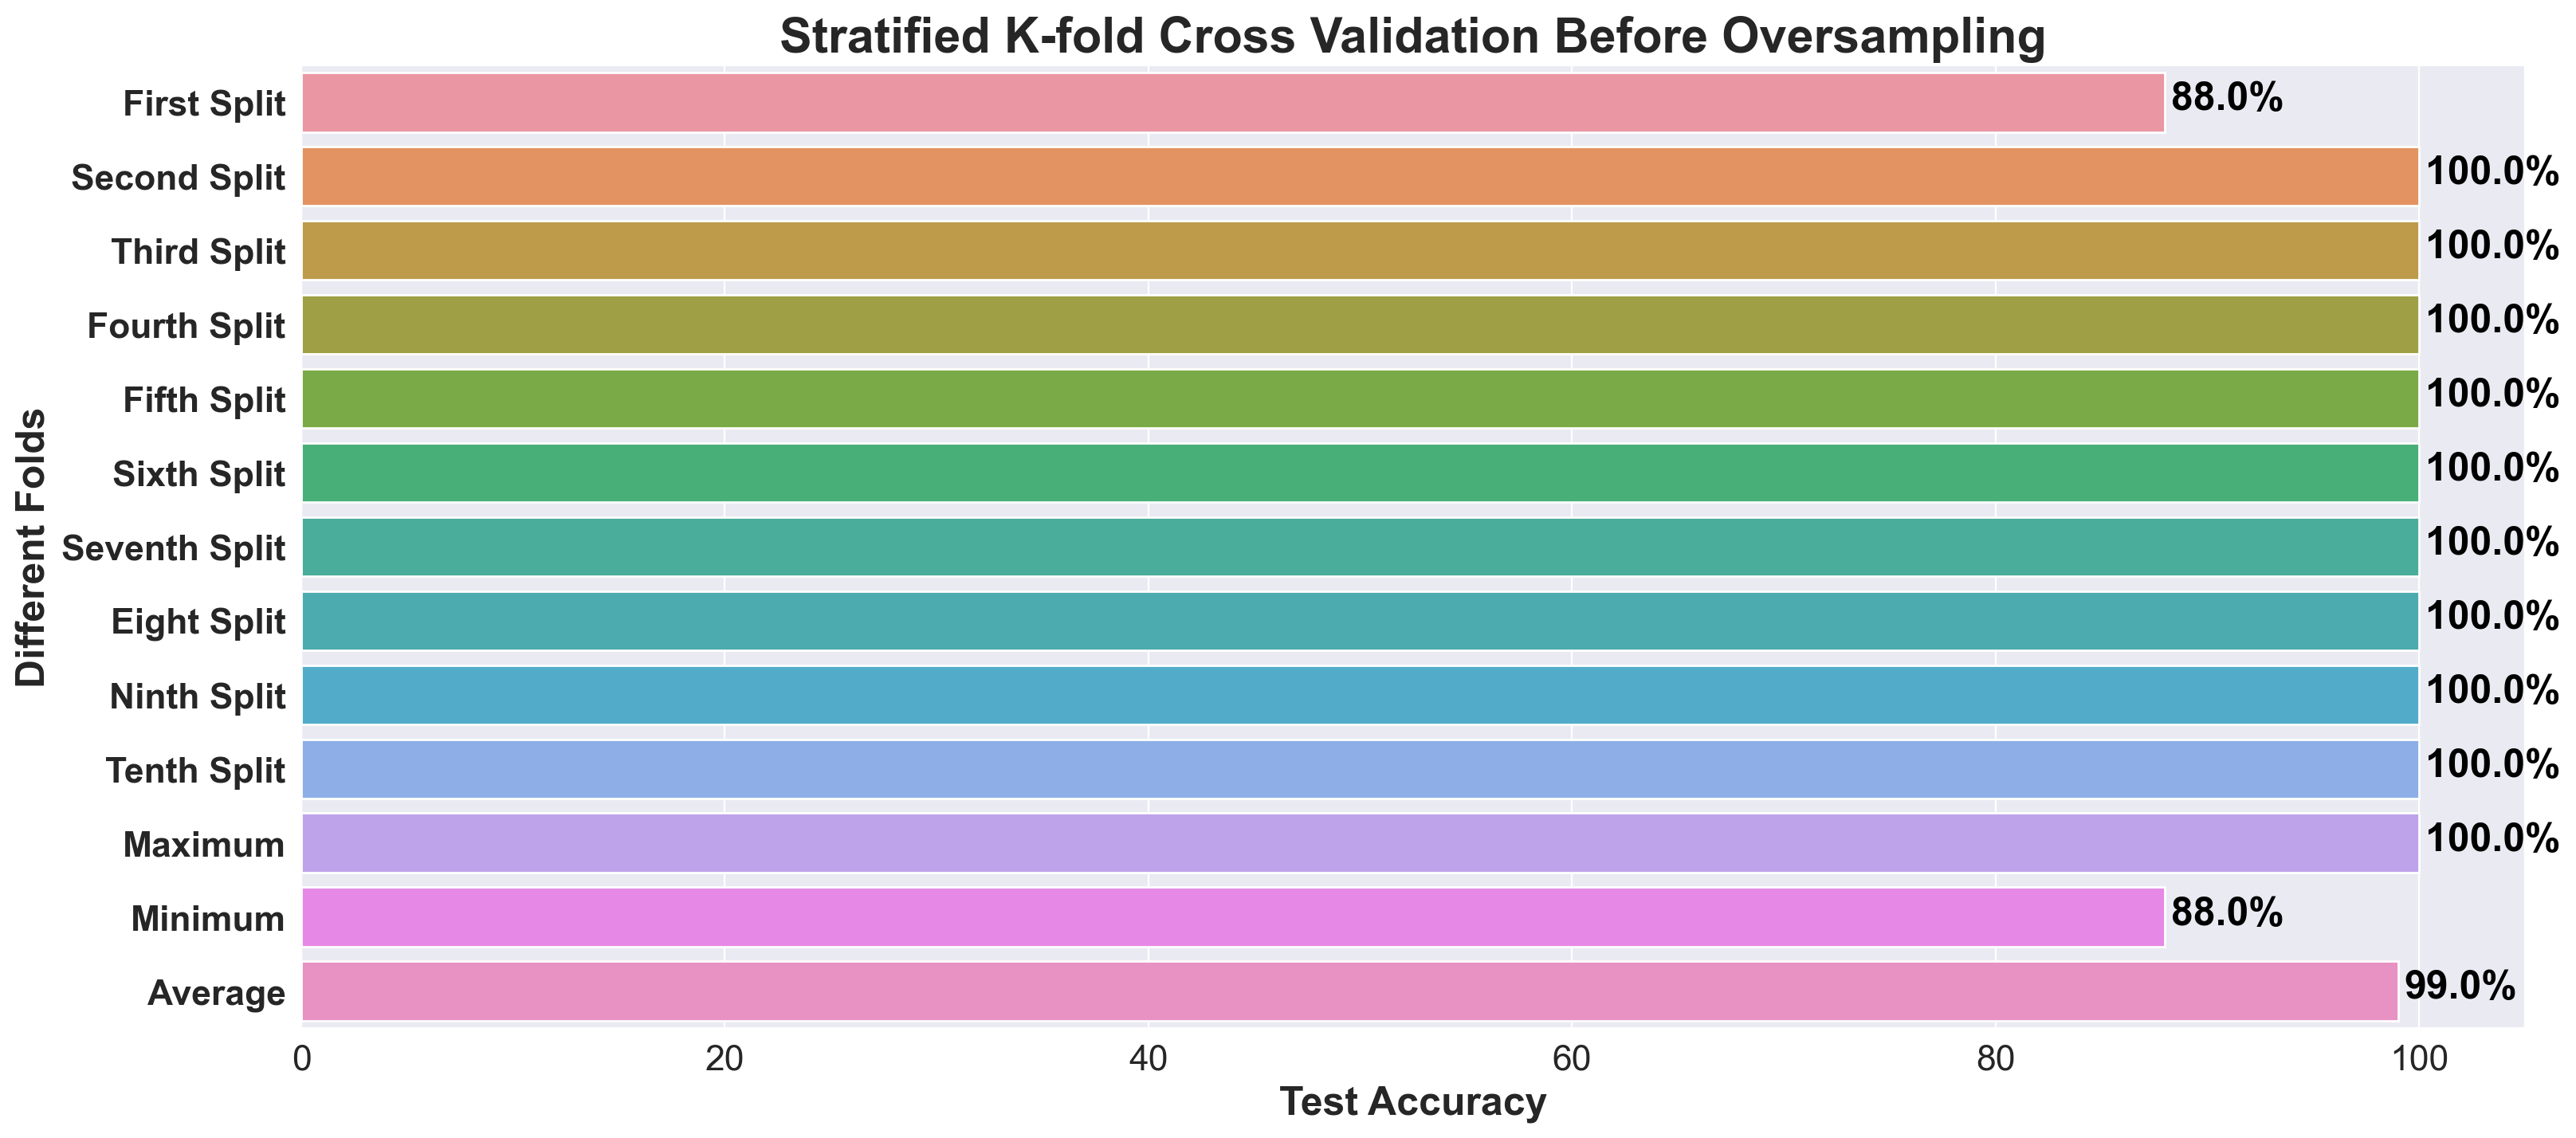 Stratified K-fold Cross Validation Before Oversampling
Different Folds
First Split
88.0%
Second Split
100.0%
Third Split
100.0%
Fourth Split
100.0%
Fifth Split
100.0%
Sixth Split
100.0%
Seventh Split
100.0%
Eight Split
100.0%
Ninth Split
100.0%
Tenth Split
100.0%
Maximum
100.0%
Minimum
88.0%
Average
99.0%
0 20 40 60 80 100
Test Accuracy